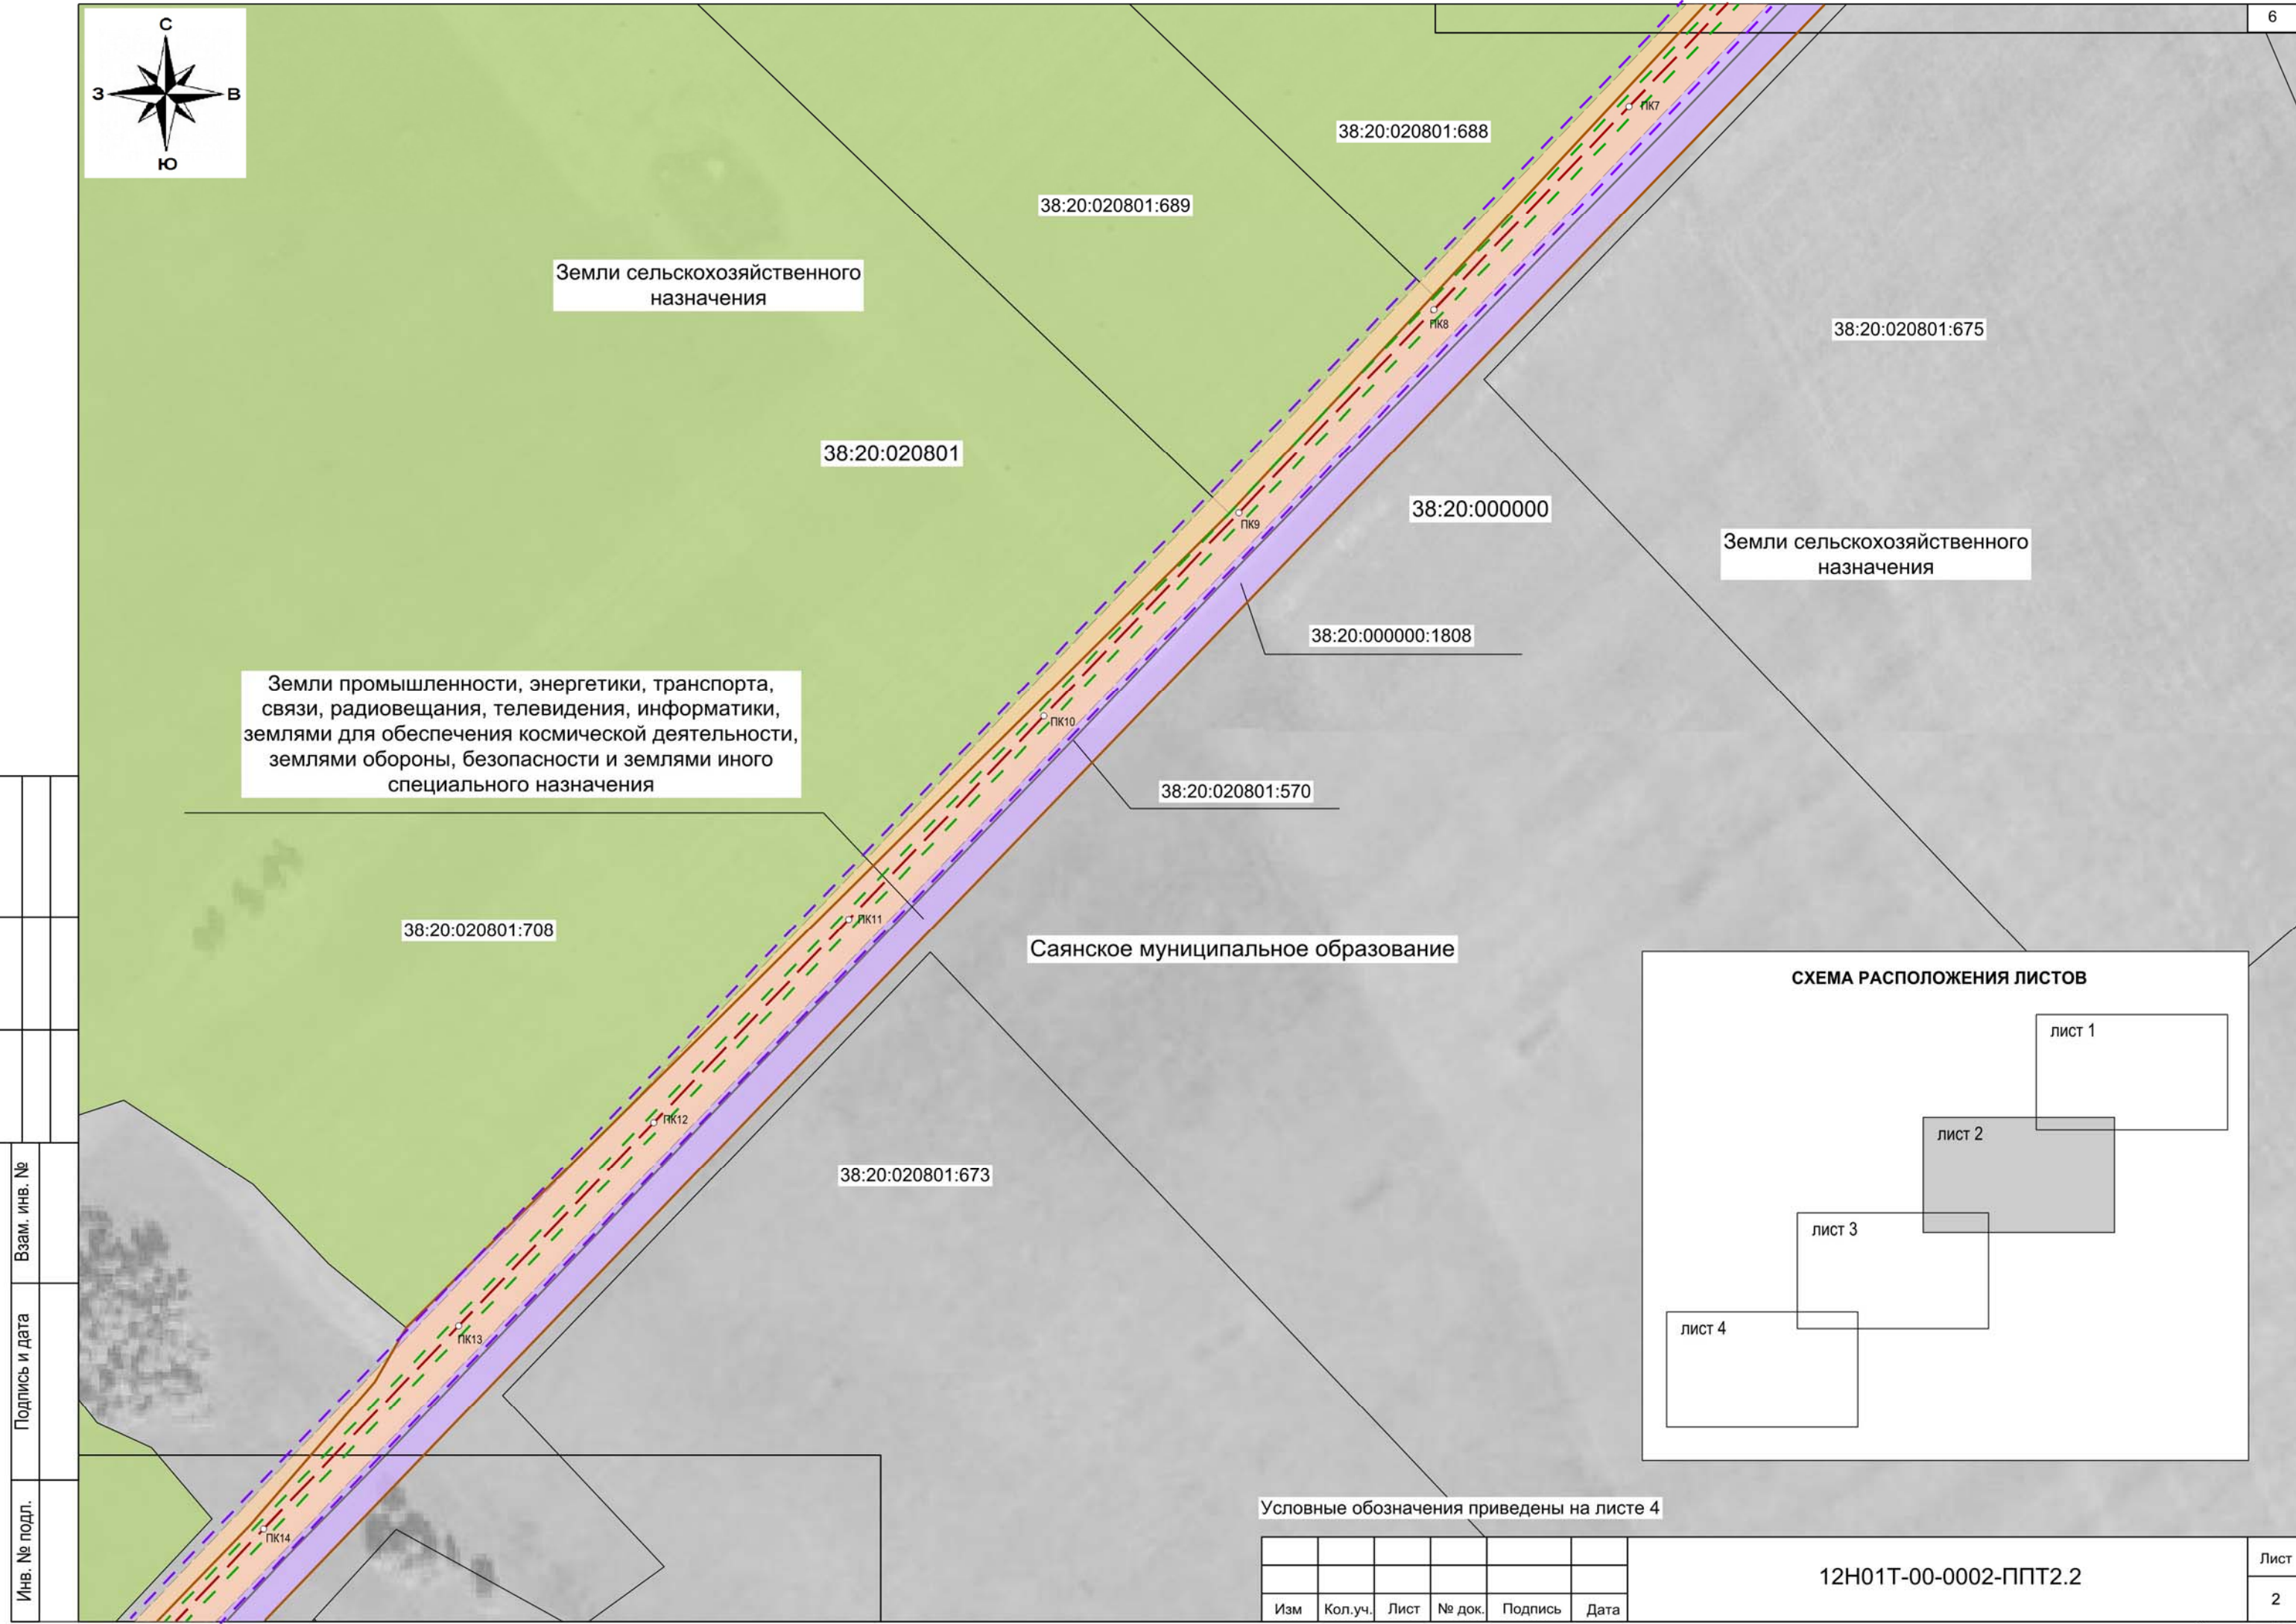 6
С
З
В
Ю
ПК7
38:20:020801:688
38:20:020801:689
Земли сельскохозяйственного
назначения
ПК8
38:20:020801:675
38:20:020801
ПК9
38:20:000000
Земли сельскохозяйственного
назначения
38:20:000000:1808
Земли промышленности, энергетики, транспорта,
связи, радиовещания, телевидения, информатики,
землями для обеспечения космической деятельности,
землями обороны, безопасности и землями иного
специального назначения
ПК10
38:20:020801:570
ПК11
38:20:020801:708
Саянское муниципальное образование
ПК12
38:20:020801:673
ПК13
ПК14
СХЕМА РАСПОЛОЖЕНИЯ ЛИСТОВ
лист 1
лист 2
лист 3
лист 4
Взам. инв. №
Подпись и дата
Инв. № подл.
Условные обозначения приведены на листе 4
Изм Кол.уч. Лист № док. Подпись Дата
12Н01Т-00-0002-ППТ2.2
Лист
2